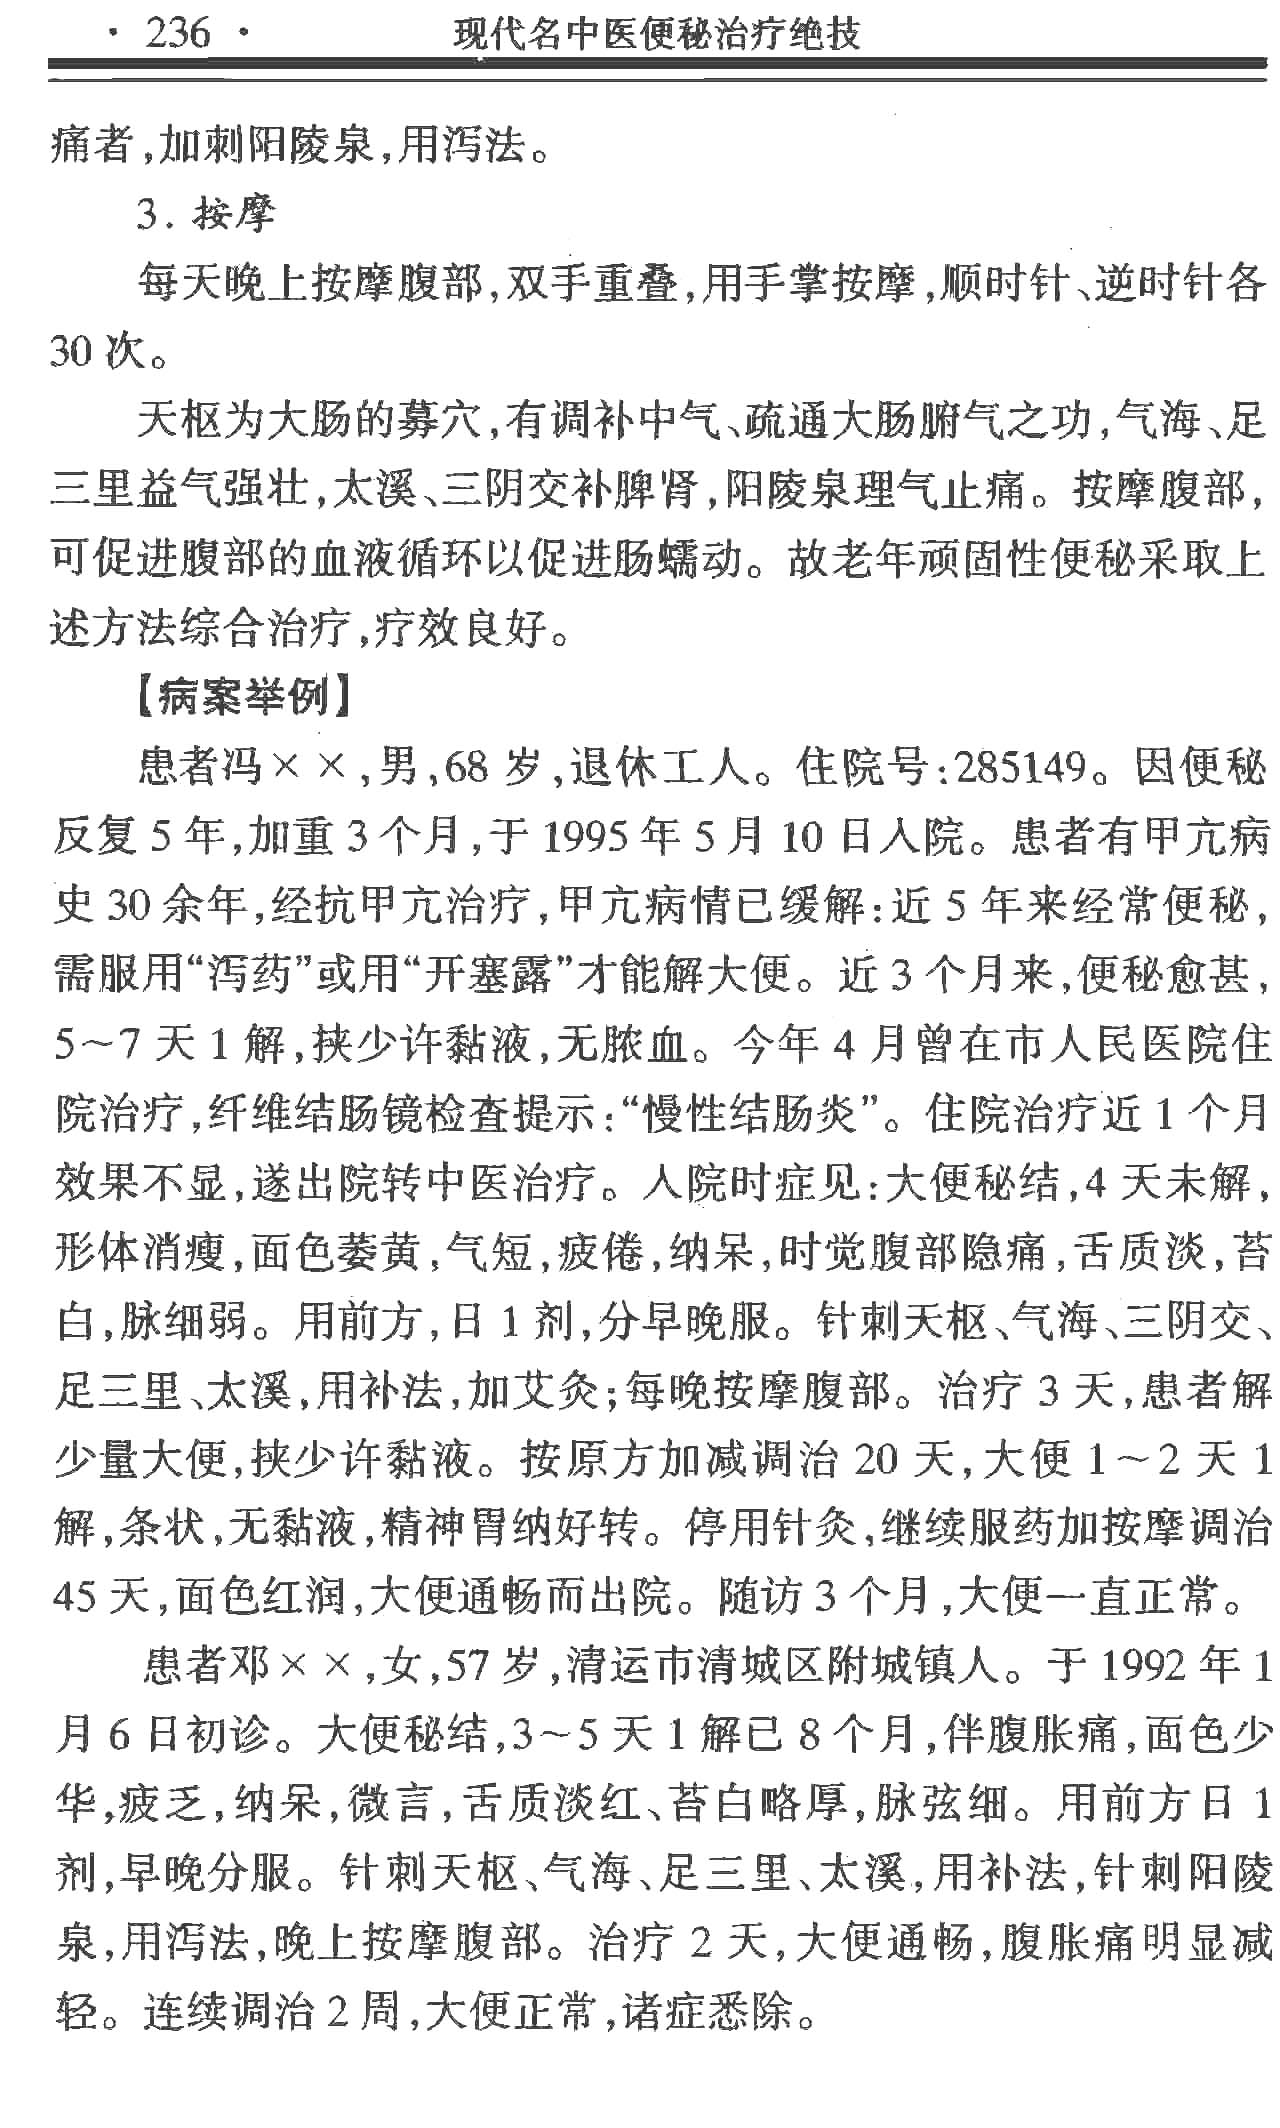 · 236 · 现代名中医便秘治疗绝技
痛者,加刺阳陵泉,用泻法。
3. 按摩
每天晚上按摩腹部,双手重叠,用手掌按摩,顺时针、逆时针各
30 次。
天枢为大肠的募穴,有调补中气、疏通大肠腑气之功,气海、足
三里益气强壮,太溪、三阴交补脾肾,阳陵泉理气止痛。按摩腹部,
可促进腹部的血液循环以促进肠蠕动。故老年顽固性便秘采取上
述方法综合治疗,疗效良好。
【病案举例】
患者冯××,男,68 岁,退休工人。住院号:285149。因便秘
反复 5 年,加重 3 个月,于 1995 年 5 月 10 日入院。患者有甲亢病
史 30 余年,经抗甲亢治疗,甲亢病情已缓解:近 5 年来经常便秘,
需服用“泻药”或用“开塞露”才能解大便。近 3 个月来,便秘愈甚,
5～7 天 1 解,挟少许黏液,无脓血。今年 4 月曾在市人民医院住
院治疗,纤维结肠镜检查提示:“慢性结肠炎”。住院治疗近 1 个月
效果不显,遂出院转中医治疗。入院时症见:大便秘结,4 天未解,
形体消瘦,面色萎黄,气短,疲倦,纳呆,时觉腹部隐痛,舌质淡,苔
白,脉细弱。用前方,日 1 剂,分早晚服。针刺天枢、气海、三阴交、
足三里、太溪,用补法,加艾灸;每晚按摩腹部。治疗 3 天,患者解
少量大便,挟少许黏液。按原方加减调治 20 天,大便 1～2 天 1
解,条状,无黏液,精神胃纳好转。停用针灸,继续服药加按摩调治
45 天,面色红润,大便通畅而出院。随访 3 个月,大便一直正常。
患者邓××,女,57 岁,清运市清城区附城镇人。于 1992 年 1
月 6 日初诊。大便秘结,3～5 天 1 解已 8 个月,伴腹胀痛,面色少
华,疲乏,纳呆,微言,舌质淡红、苔白略厚,脉弦细。用前方日 1
剂,早晚分服。针刺天枢、气海、足三里、太溪,用补法,针刺阳陵
泉,用泻法,晚上按摩腹部。治疗 2 天,大便通畅,腹胀痛明显减
轻。连续调治 2 周,大便正常,诸症悉除。